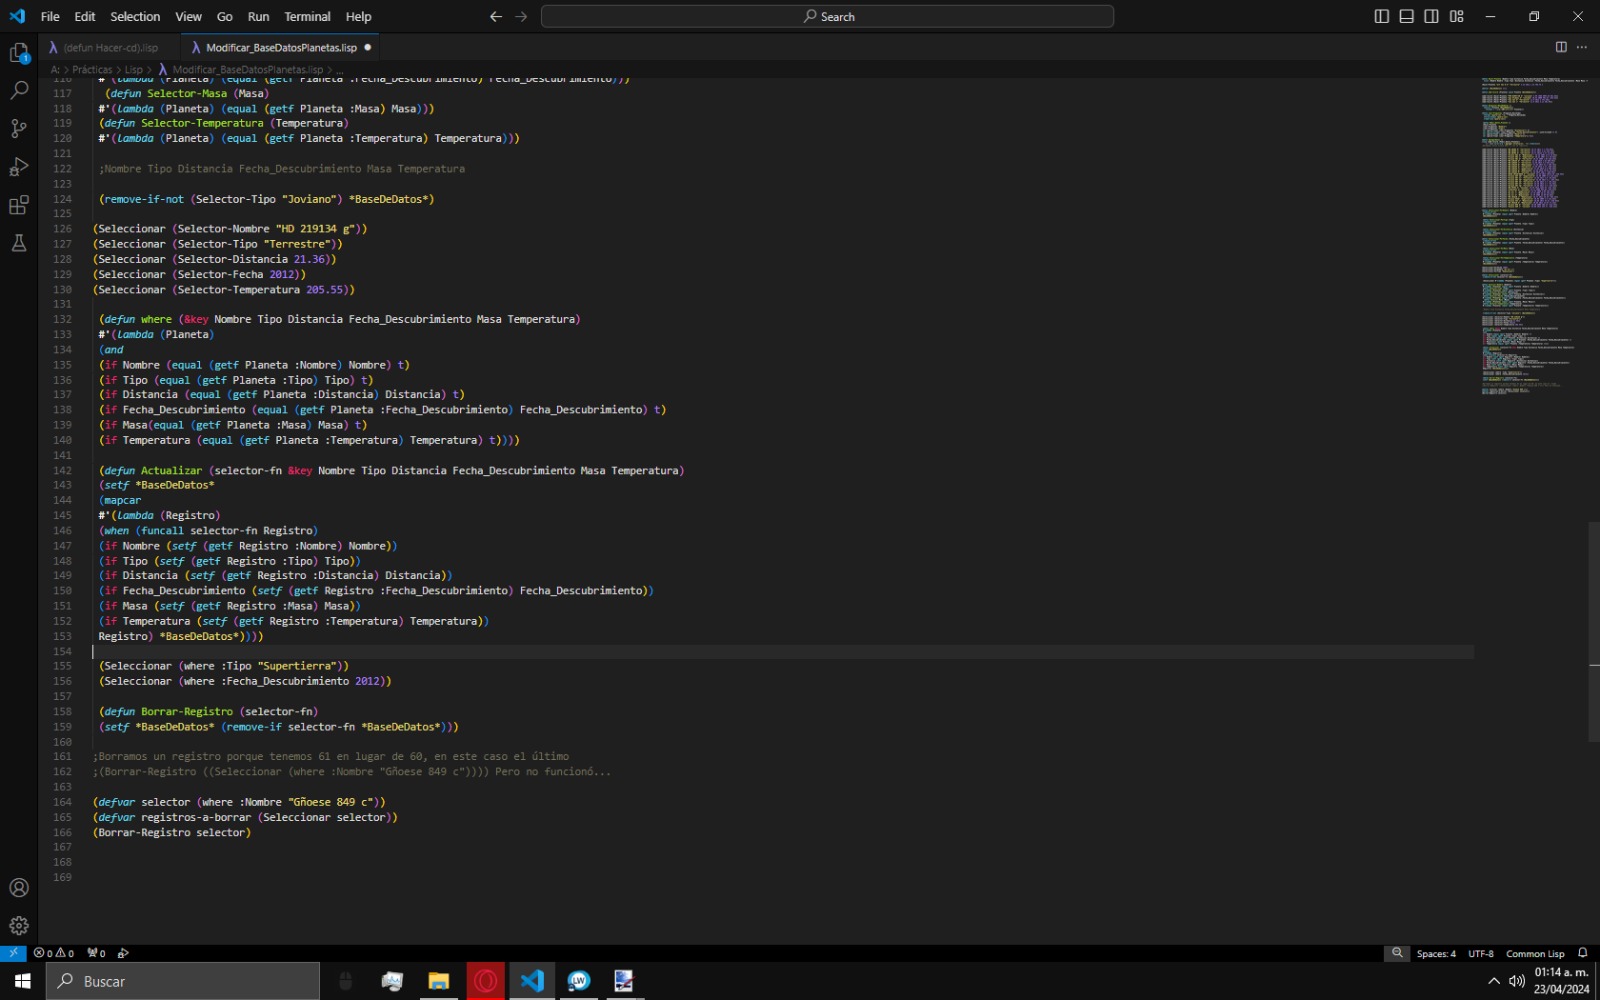 File Edit Selection View Go Run Terminal Help
Search
(defun Hacer-cd).lisp
Modificar_BaseDatosPlanetas.lisp
A: > Prácticas > Lisp > Modificar_BaseDatosPlanetas.lisp > ...
116 #'(lambda (Planeta) (equal (getf Planeta :Fecha_Descubrimiento) Fecha_Descubrimiento)))
117 (defun Selector-Masa (Masa)
118 #'(lambda (Planeta) (equal (getf Planeta :Masa) Masa)))
119 (defun Selector-Temperatura (Temperatura)
120 #'(lambda (Planeta) (equal (getf Planeta :Temperatura) Temperatura)))
121
122 ;Nombre Tipo Distancia Fecha_Descubrimiento Masa Temperatura
123
124 (remove-if-not (Selector-Tipo "Joviano") *BaseDeDatos*)
125
126 (Seleccionar (Selector-Nombre "HD 219134 g"))
127 (Seleccionar (Selector-Tipo "Terrestre"))
128 (Seleccionar (Selector-Distancia 21.36))
129 (Seleccionar (Selector-Fecha 2012))
130 (Seleccionar (Selector-Temperatura 205.55))
131
132 (defun where (&key Nombre Tipo Distancia Fecha_Descubrimiento Masa Temperatura)
133 #'(lambda (Planeta)
134 (and
135 (if Nombre (equal (getf Planeta :Nombre) Nombre) t)
136 (if Tipo (equal (getf Planeta :Tipo) Tipo) t)
137 (if Distancia (equal (getf Planeta :Distancia) Distancia) t)
138 (if Fecha_Descubrimiento (equal (getf Planeta :Fecha_Descubrimiento) Fecha_Descubrimiento) t)
139 (if Masa(equal (getf Planeta :Masa) Masa) t)
140 (if Temperatura (equal (getf Planeta :Temperatura) Temperatura) t))))
141
142 (defun Actualizar (selector-fn &key Nombre Tipo Distancia Fecha_Descubrimiento Masa Temperatura)
143 (setf *BaseDeDatos*
144 (mapcar
145 #'(lambda (Registro)
146 (when (funcall selector-fn Registro)
147 (if Nombre (setf (getf Registro :Nombre) Nombre))
148 (if Tipo (setf (getf Registro :Tipo) Tipo))
149 (if Distancia (setf (getf Registro :Distancia) Distancia))
150 (if Fecha_Descubrimiento (setf (getf Registro :Fecha_Descubrimiento) Fecha_Descubrimiento))
151 (if Masa (setf (getf Registro :Masa) Masa))
152 (if Temperatura (setf (getf Registro :Temperatura) Temperatura))
153 Registro) *BaseDeDatos*))))
154
155 (Seleccionar (where :Tipo "Supertierra"))
156 (Seleccionar (where :Fecha_Descubrimiento 2012))
157
158 (defun Borrar-Registro (selector-fn)
159 (setf *BaseDeDatos* (remove-if selector-fn *BaseDeDatos*)))
160
161 ;Borramos un registro porque tenemos 61 en lugar de 60, en este caso el último
162 ;(Borrar-Registro ((Seleccionar (where :Nombre "Gñoese 849 c")))) Pero no funcionó...
163
164 (defvar selector (where :Nombre "Gñoese 849 c"))
165 (defvar registros-a-borrar (Seleccionar selector))
166 (Borrar-Registro selector)
167
168
169
1
0 0 0
Spaces: 4 UTF-8 Common Lisp
Buscar
LW
01:14 a. m.
23/04/2024